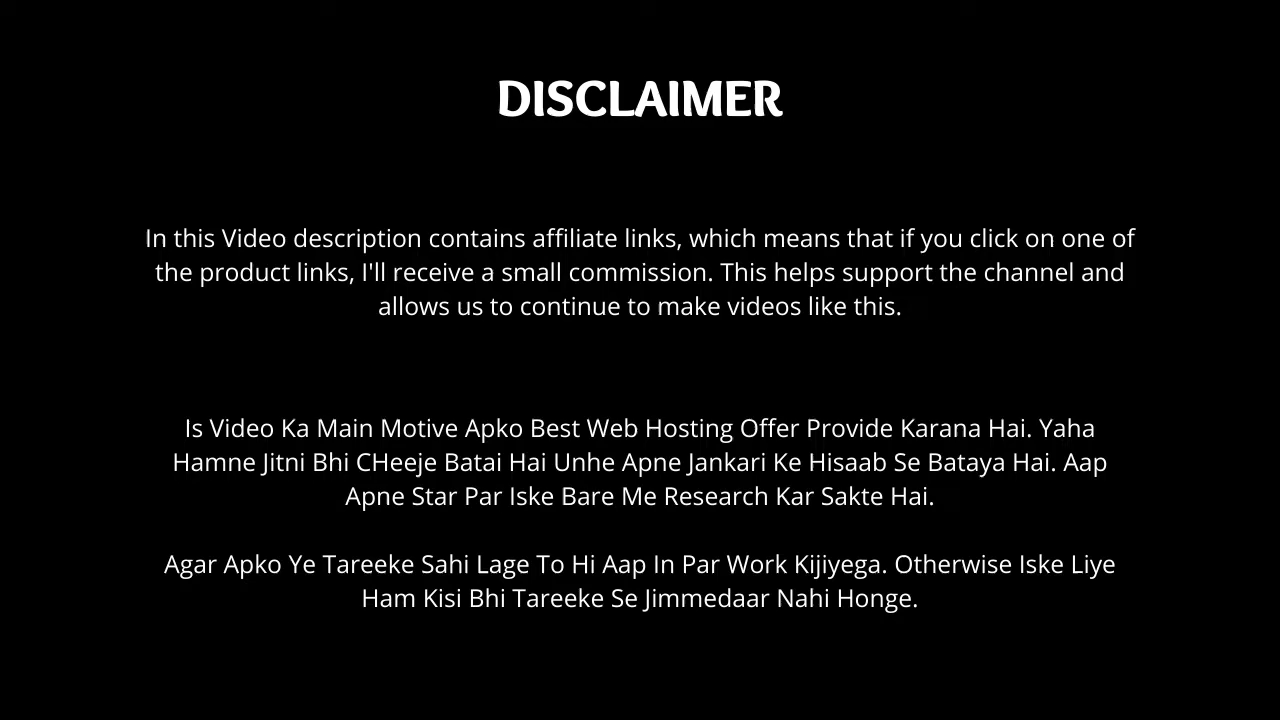 DISCLAIMER
In this Video description contains affiliate links, which means that if you click on one of
the product links, I'll receive a small commission. This helps support the channel and
allows us to continue to make videos like this.
Is Video Ka Main Motive Apko Best Web Hosting Offer Provide Karana Hai. Yaha
Hamne Jitni Bhi CHeeje Batai Hai Unhe Apne Jankari Ke Hisaab Se Bataya Hai. Aap
Apne Star Par Iske Bare Me Research Kar Sakte Hai.
Agar Apko Ye Tareeke Sahi Lage To Hi Aap In Par Work Kijiyega. Otherwise Iske Liye
Ham Kisi Bhi Tareeke Se Jimmedaar Nahi Honge.